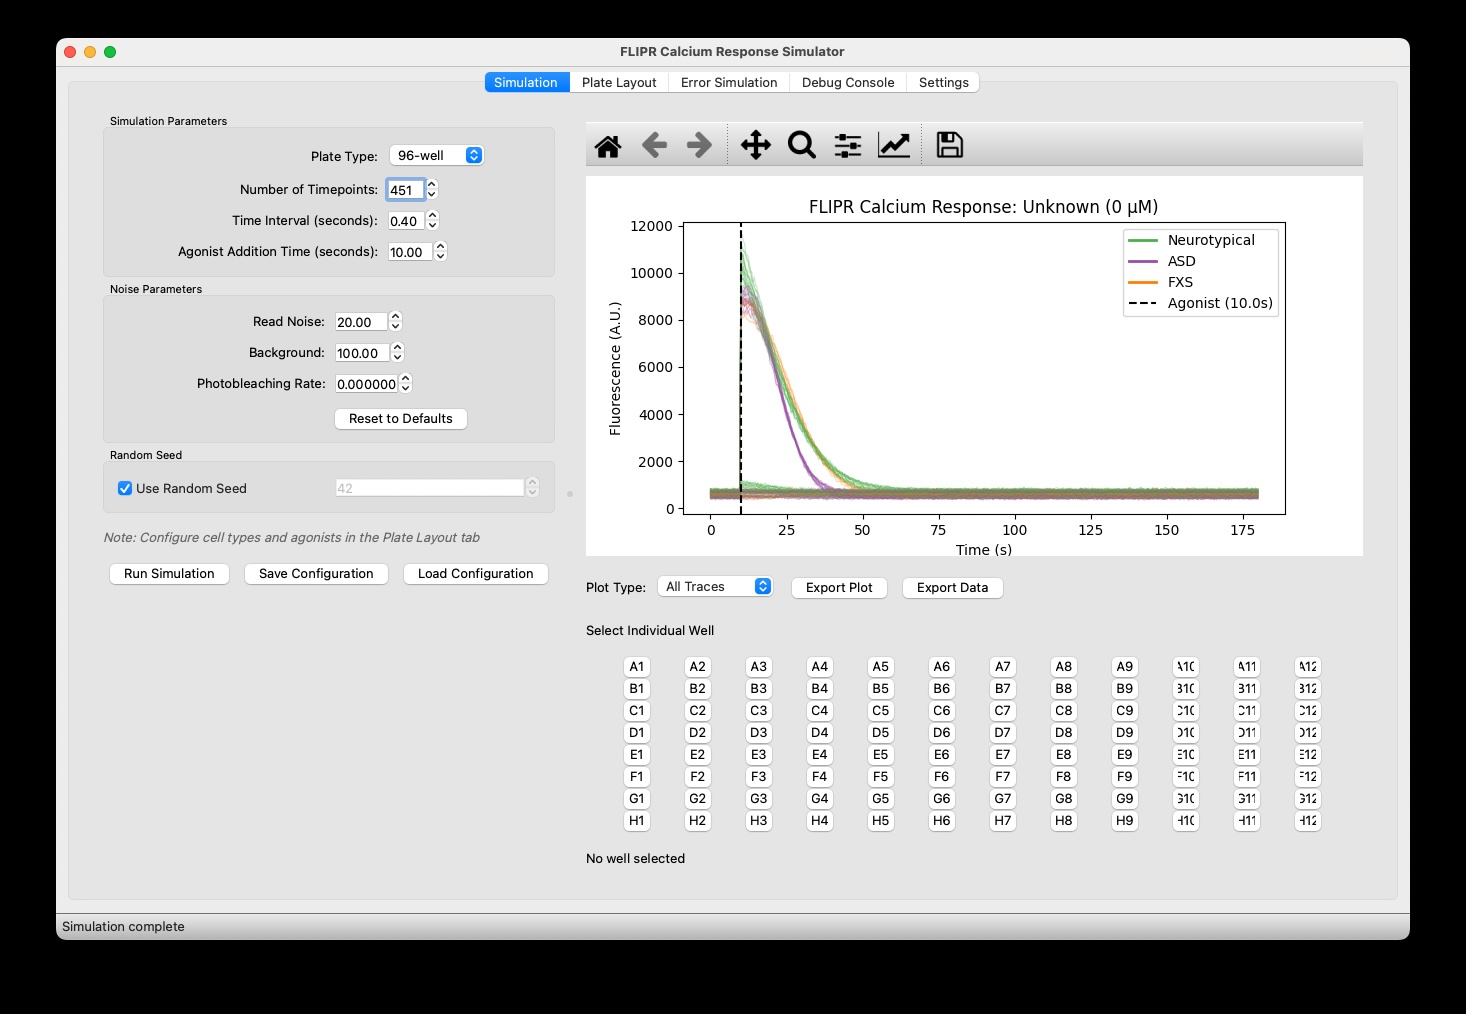 FLIPR Calcium Response Simulator
Simulation Plate Layout Error Simulation Debug Console Settings
Simulation Parameters
Plate Type: 96-well
Number of Timepoints: 451
Time Interval (seconds): 0.40
Agonist Addition Time (seconds): 10.00
Noise Parameters
Read Noise: 20.00
Background: 100.00
Photobleaching Rate: 0.000000
Reset to Defaults
Random Seed
Use Random Seed 42
Note: Configure cell types and agonists in the Plate Layout tab
Run Simulation Save Configuration Load Configuration
FLIPR Calcium Response: Unknown (0 µM)
Fluorescence (A.U.)
12000
10000
8000
6000
4000
2000
0
Neurotypical
ASD
FXS
Agonist (10.0s)
0 25 50 75 100 125 150 175
Time (s)
Plot Type: All Traces Export Plot Export Data
Select Individual Well
A1 A2 A3 A4 A5 A6 A7 A8 A9 A10 A11 A12
B1 B2 B3 B4 B5 B6 B7 B8 B9 B10 B11 B12
C1 C2 C3 C4 C5 C6 C7 C8 C9 C10 C11 C12
D1 D2 D3 D4 D5 D6 D7 D8 D9 D10 D11 D12
E1 E2 E3 E4 E5 E6 E7 E8 E9 E10 E11 E12
F1 F2 F3 F4 F5 F6 F7 F8 F9 F10 F11 F12
G1 G2 G3 G4 G5 G6 G7 G8 G9 G10 G11 G12
H1 H2 H3 H4 H5 H6 H7 H8 H9 H10 H11 H12
No well selected
Simulation complete